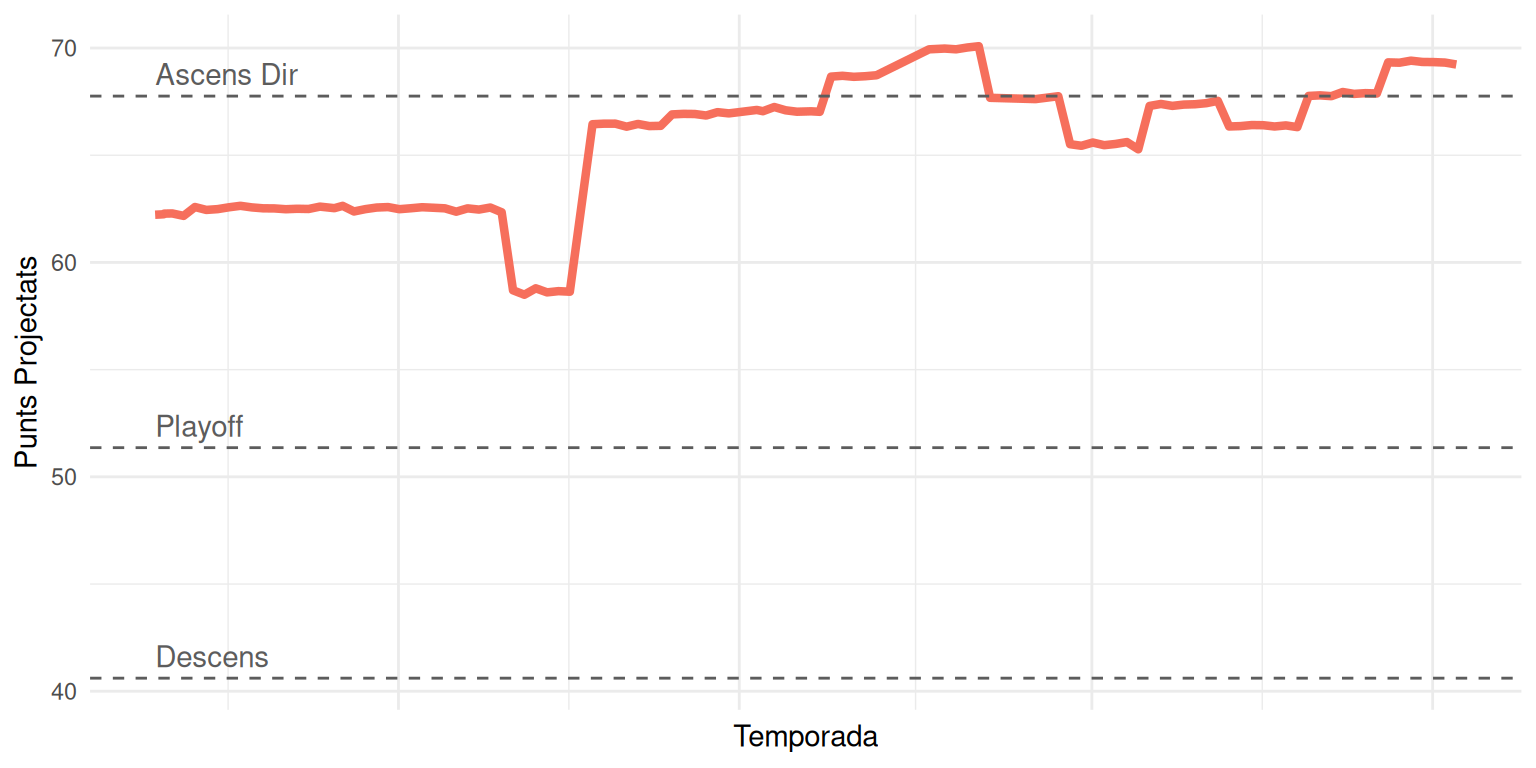 70
Ascens Dir
60
Punts Projectats
Playoff
50
Descens
40
Temporada